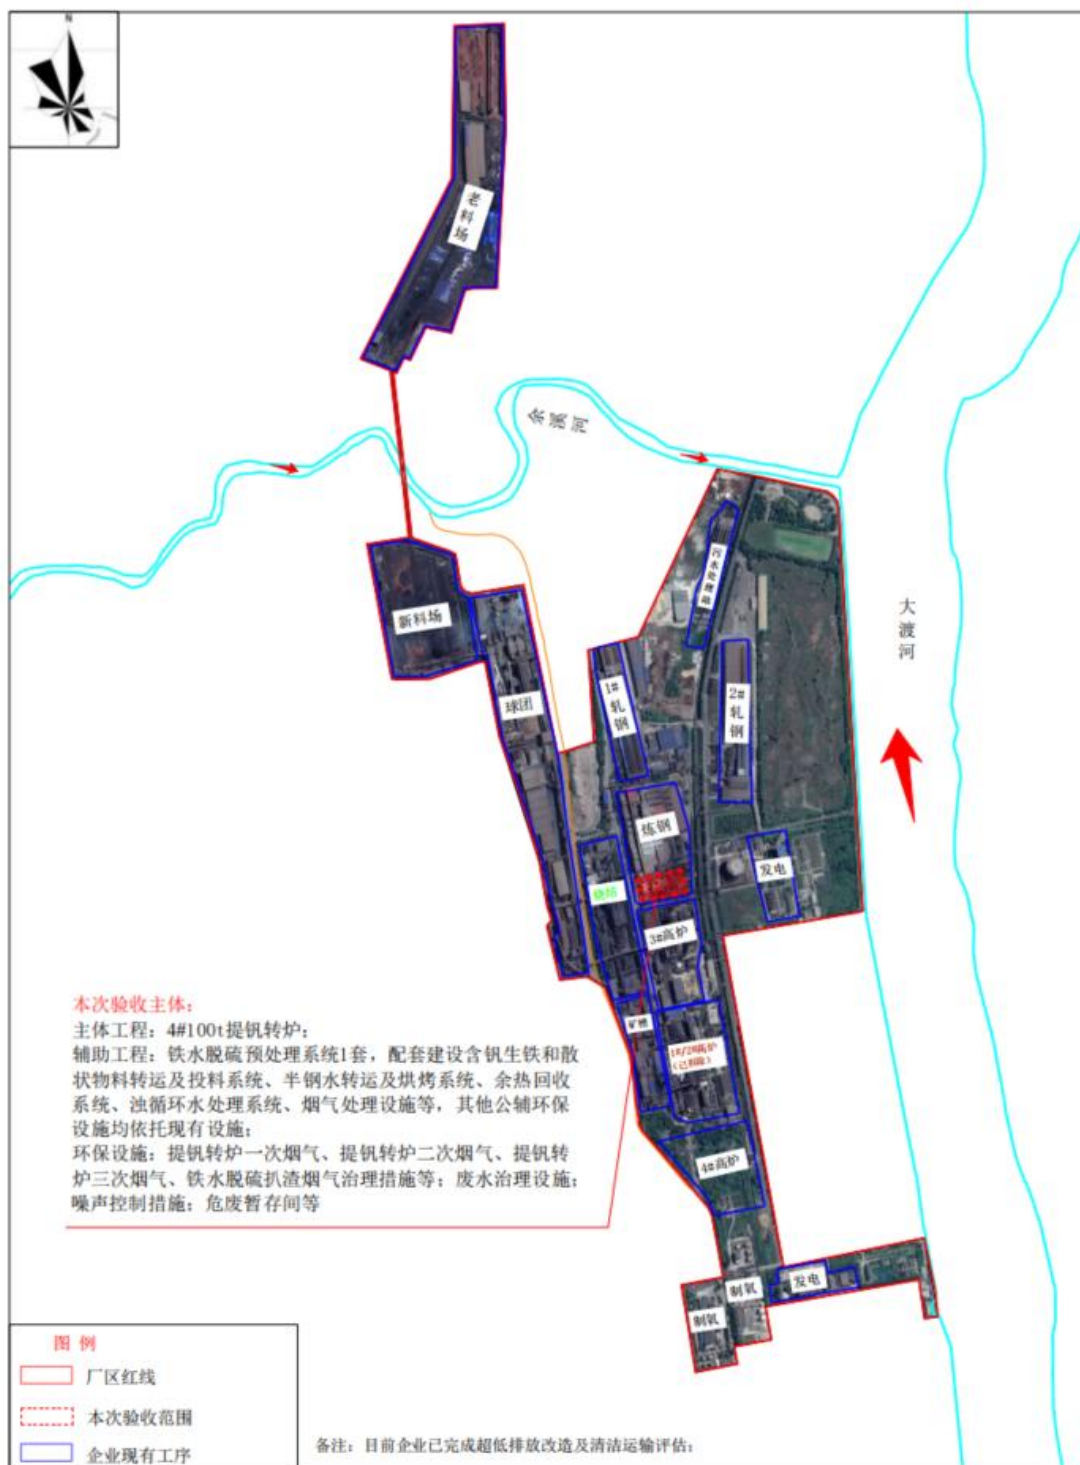 N
老料场
余溪河
新料场
球团
污水处理站
1#轧钢
2#轧钢
大渡河
炼钢
发电
烧结
3#高炉
矿槽
1#/2#高炉
(已拆除)
4#高炉
制氧
发电
制氧
本次验收主体：
主体工程：4#100t提钒转炉；
辅助工程：铁水脱硫预处理系统1套，配套建设含钒生铁和散
状物料转运及投料系统、半钢水转运及烘烤系统、余热回收
系统、浊循环水处理系统、烟气处理设施等，其他公辅环保
设施均依托现有设施；
环保设施：提钒转炉一次烟气、提钒转炉二次烟气、提钒转
炉三次烟气、铁水脱硫扒渣烟气治理措施等；废水治理设施；
噪声控制措施；危废暂存间等
图 例
厂区红线
本次验收范围
企业现有工序
备注：目前企业已完成超低排放改造及清洁运输评估；